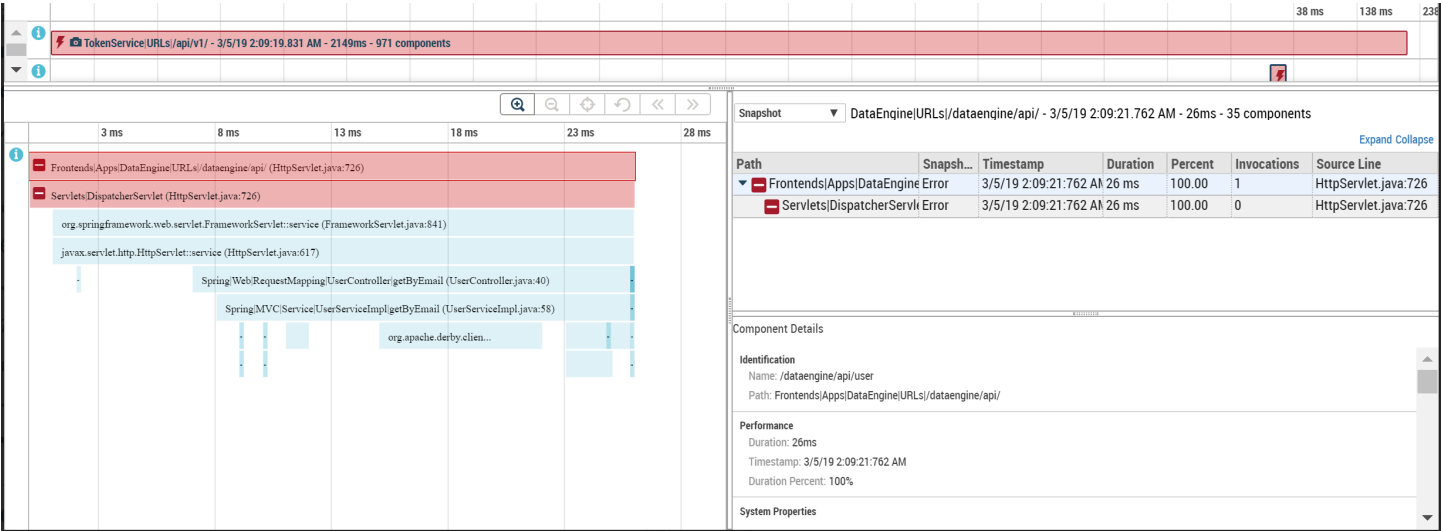 38 ms 138 ms 238
TokenService|URLs|/api/v1/ - 3/5/19 2:09:19.831 AM - 2149ms - 971 components
3 ms 8 ms 13 ms 18 ms 23 ms 28 ms
Frontends|Apps|DataEngine|URLs|/dataengine/api/ (HttpServlet.java:726)
Servlets|DispatcherServlet (HttpServlet.java:726)
org.springframework.web.servlet.FrameworkServlet::service (FrameworkServlet.java:841)
javax.servlet.http.HttpServlet::service (HttpServlet.java:617)
Spring|Web|RequestMapping|UserController|getByEmail (UserController.java:40)
Spring|MVC|Service|UserServiceImpl|getByEmail (UserServiceImpl.java:58)
org.apache.derby.clien...
Snapshot DataEngine|URLs|/dataengine/api/ - 3/5/19 2:09:21.762 AM - 26ms - 35 components
Expand Collapse
Path Snapsh... Timestamp Duration Percent Invocations Source Line
Frontends|Apps|DataEngine Error 3/5/19 2:09:21:762 AM 26 ms 100.00 1 HttpServlet.java:726
Servlets|DispatcherServle Error 3/5/19 2:09:21:762 AM 26 ms 100.00 0 HttpServlet.java:726
Component Details
Identification
Name: /dataengine/api/user
Path: Frontends|Apps|DataEngine|URLs|/dataengine/api/
Performance
Duration: 26ms
Timestamp: 3/5/19 2:09:21:762 AM
Duration Percent: 100%
System Properties